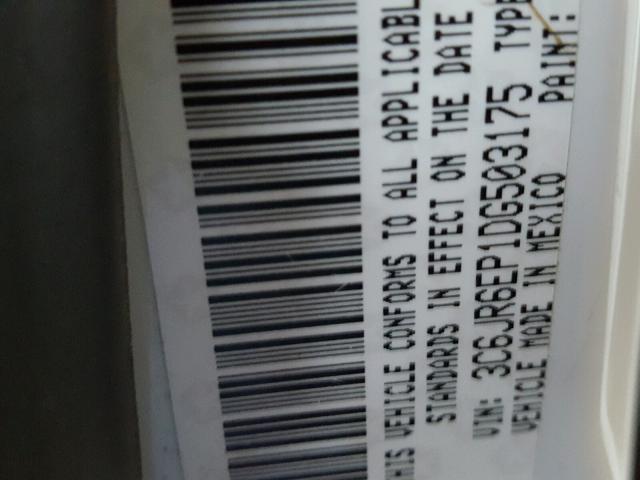 HIS VEHICLE CONFORMS TO ALL APPLICABL
STANDARDS IN EFFECT ON THE DATE
VIN: 3C6JR6EP1DG503175 TYPE
VEHICLE MADE IN MEXICO PAINT: